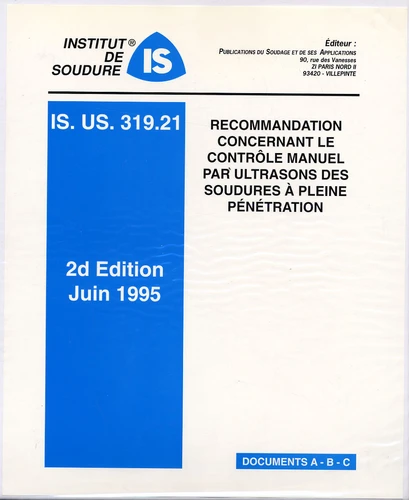 INSTITUT®
DE
SOUDURE
IS
Éditeur :
PUBLICATIONS DU SOUDAGE ET DE SES APPLICATIONS
90, rue des Vanesses
ZI PARIS NORD II
93420 - VILLEPINTE
IS. US. 319.21
RECOMMANDATION
CONCERNANT LE
CONTRÔLE MANUEL
PAR ULTRASONS DES
SOUDURES À PLEINE
PÉNÉTRATION
2d Edition
Juin 1995
DOCUMENTS A - B - C